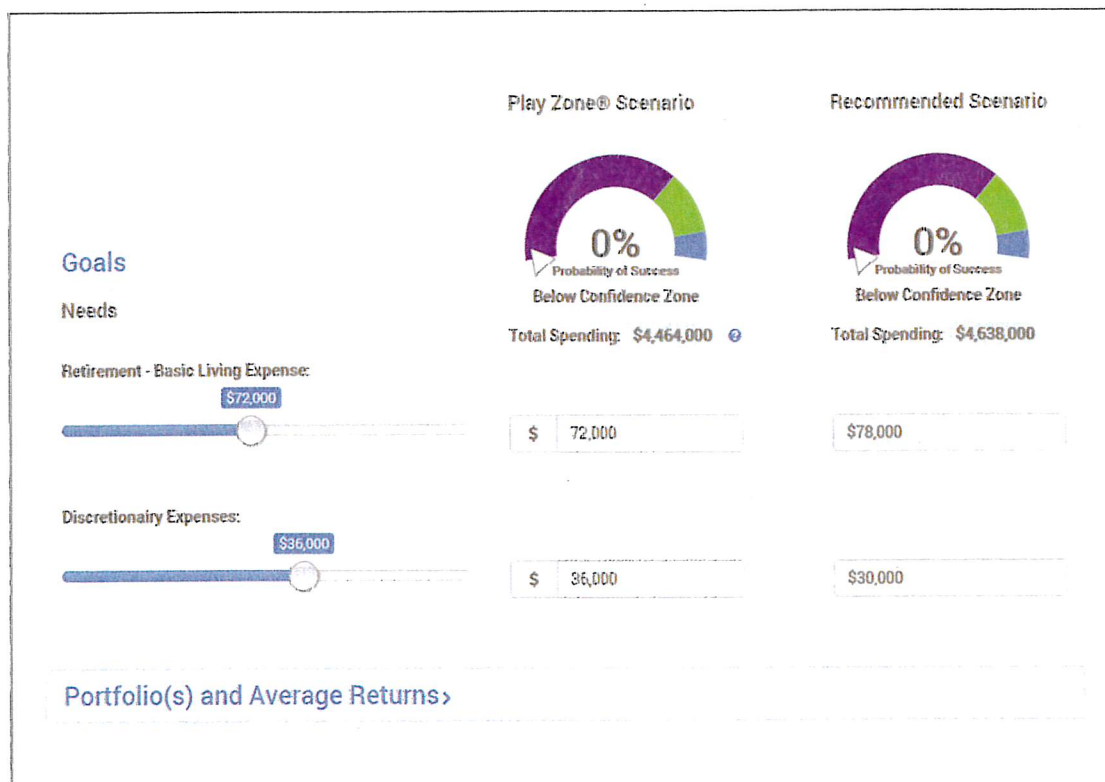 Play Zone® Scenario
Recommended Scenario
0%
Probability of Success
Below Confidence Zone
Total Spending: $4,464,000
0%
Probability of Success
Below Confidence Zone
Total Spending: $4,638,000
Goals
Needs
Retirement - Basic Living Expense:
$72,000
$ 72,000
$78,000
Discretionairy Expenses:
$36,000
$ 36,000
$30,000
Portfolio(s) and Average Returns>